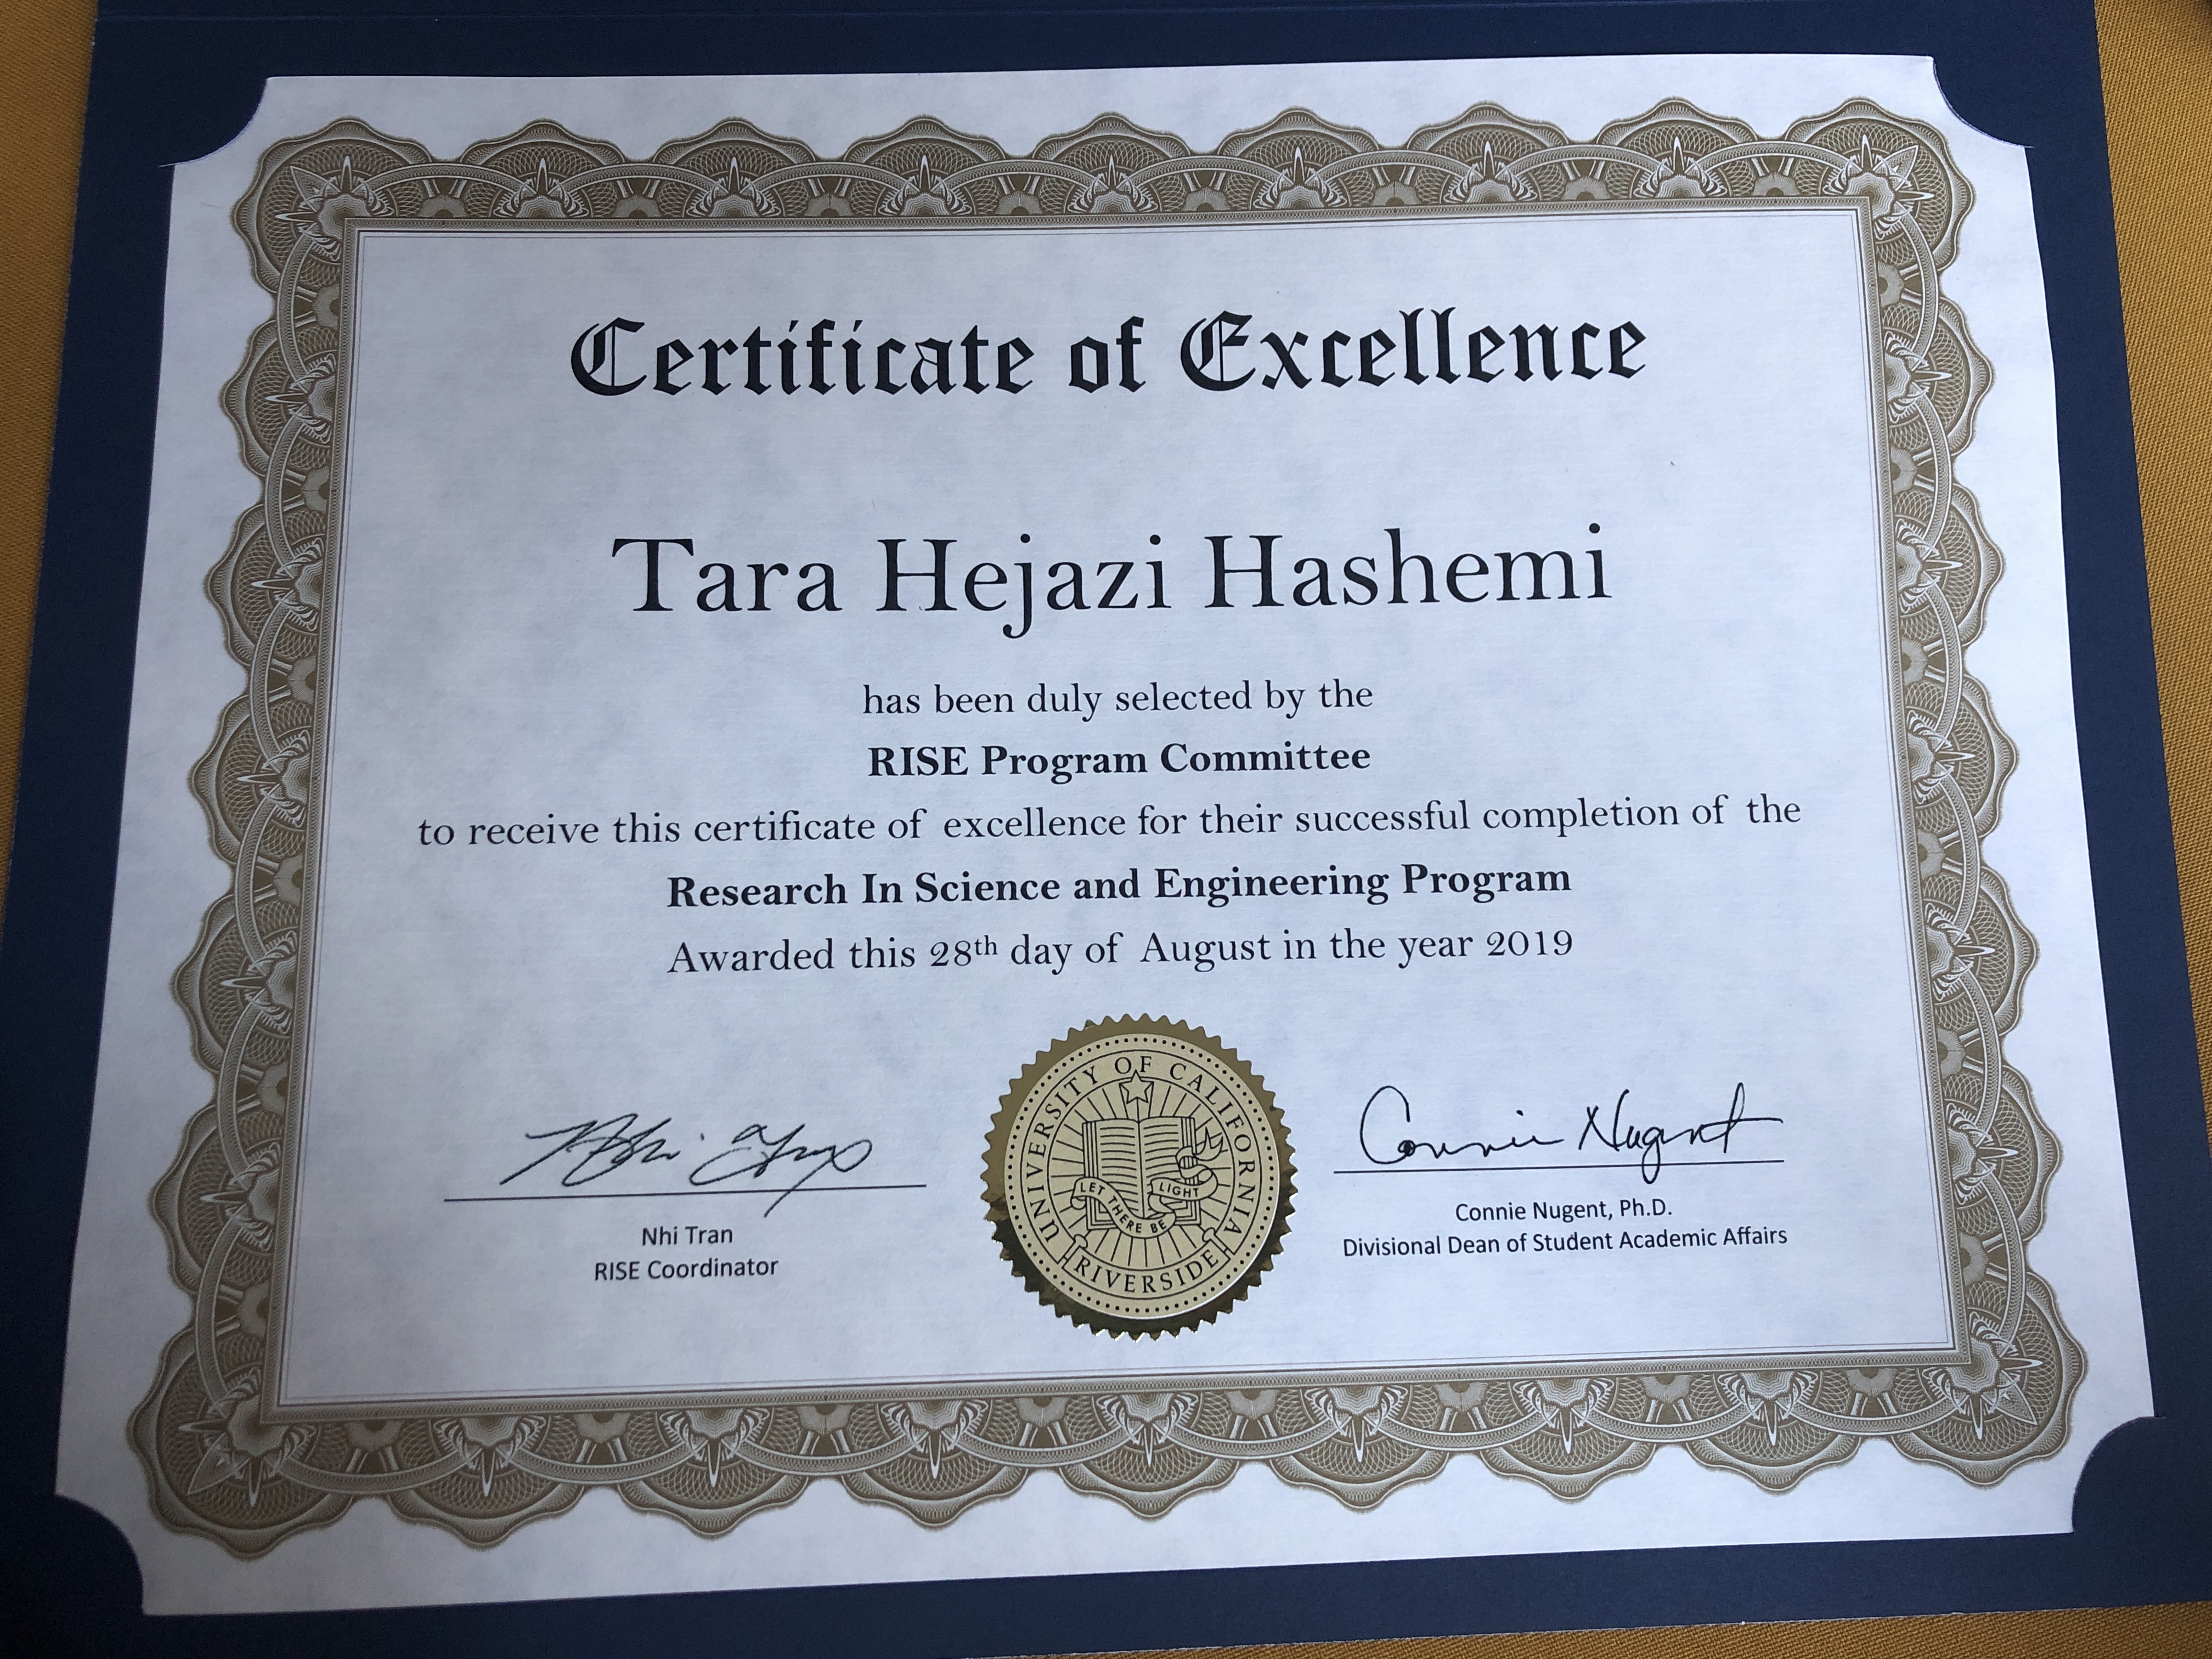 Certificate of Excellence
Tara Hejazi Hashemi
has been duly selected by the
RISE Program Committee
to receive this certificate of excellence for their successful completion of the
Research In Science and Engineering Program
Awarded this 28th day of August in the year 2019
Nhi Tran
RISE Coordinator
UNIVERSITY OF CALIFORNIA
LET THERE BE LIGHT
RIVERSIDE
Connie Nugent
Connie Nugent, Ph.D.
Divisional Dean of Student Academic Affairs